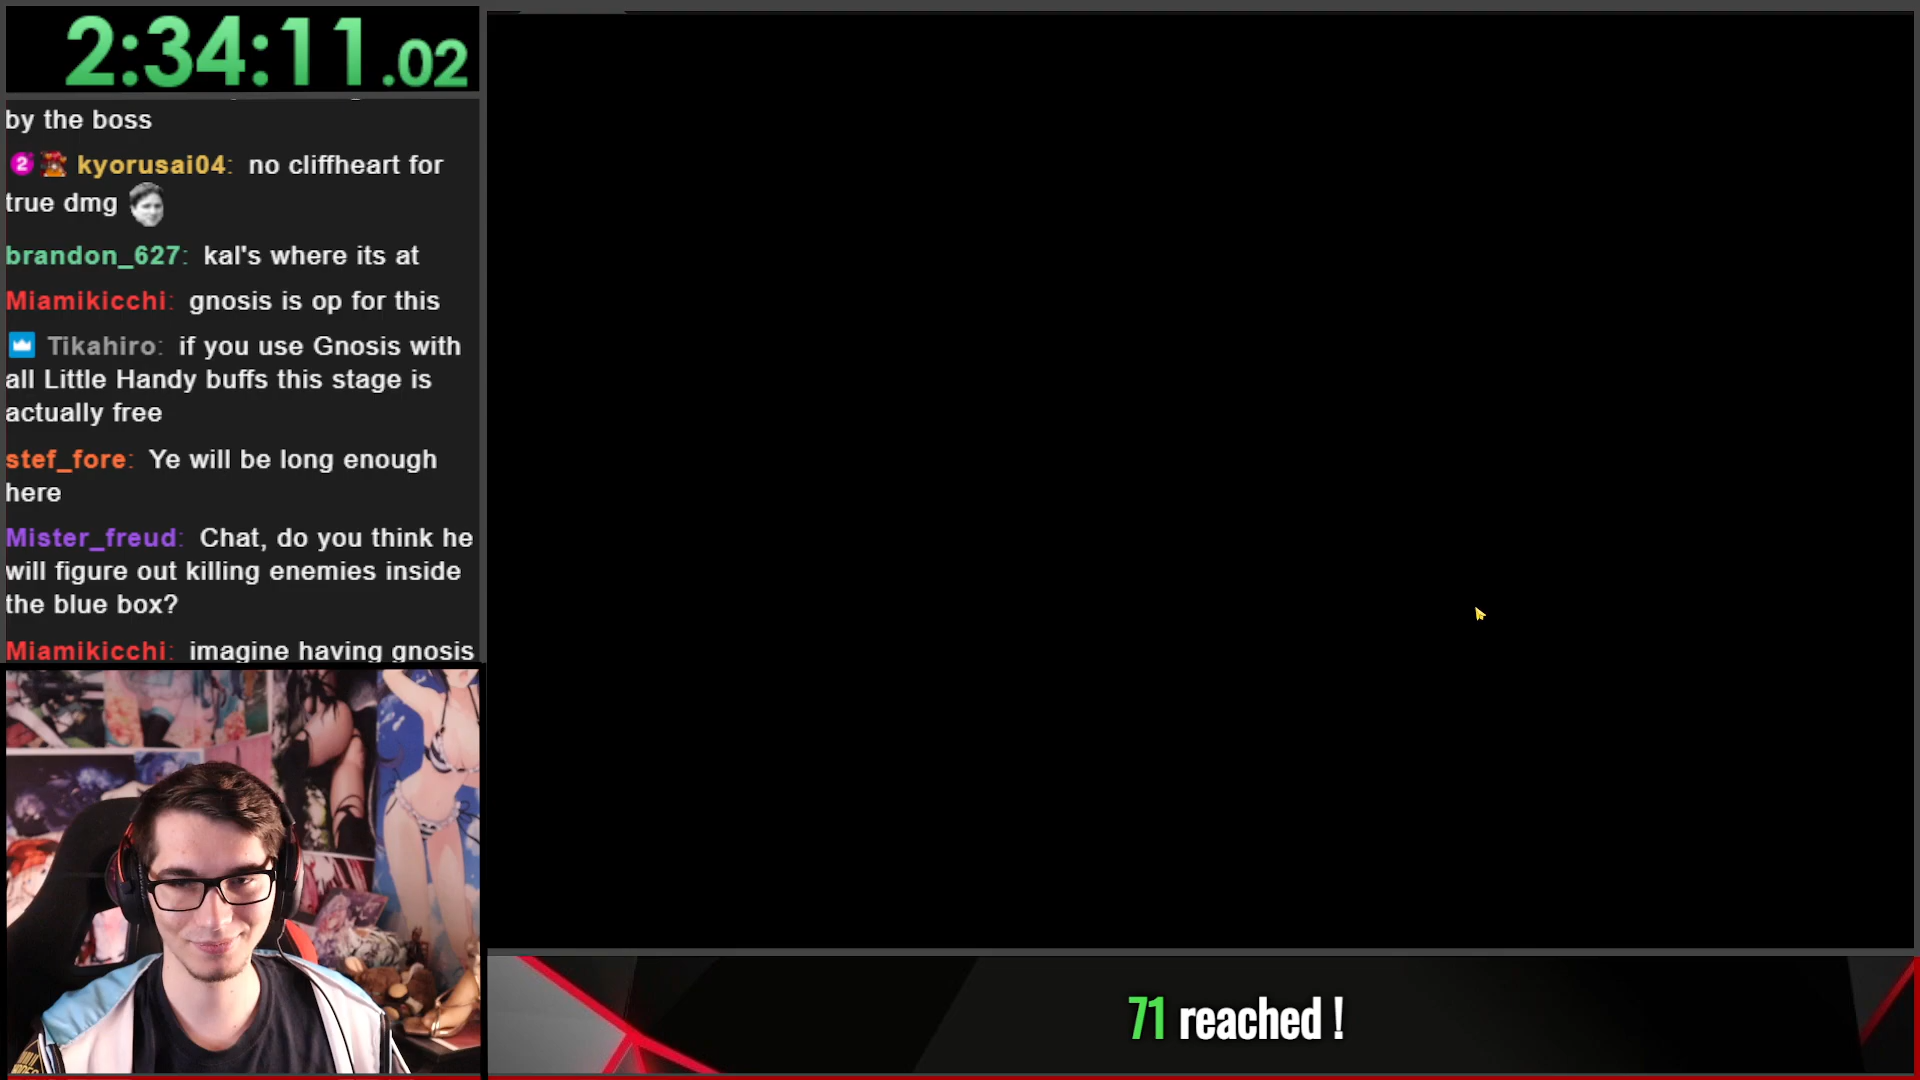 2:34:11.02
by the boss
2 kyorusai04: no cliffheart for
true dmg
brandon_627: kal's where its at
Miamikicchi: gnosis is op for this
Tikahiro: if you use Gnosis with
all Little Handy buffs this stage is
actually free
stef_fore: Ye will be long enough
here
Mister_freud: Chat, do you think he
will figure out killing enemies inside
the blue box?
Miamikicchi: imagine having gnosis
71 reached !